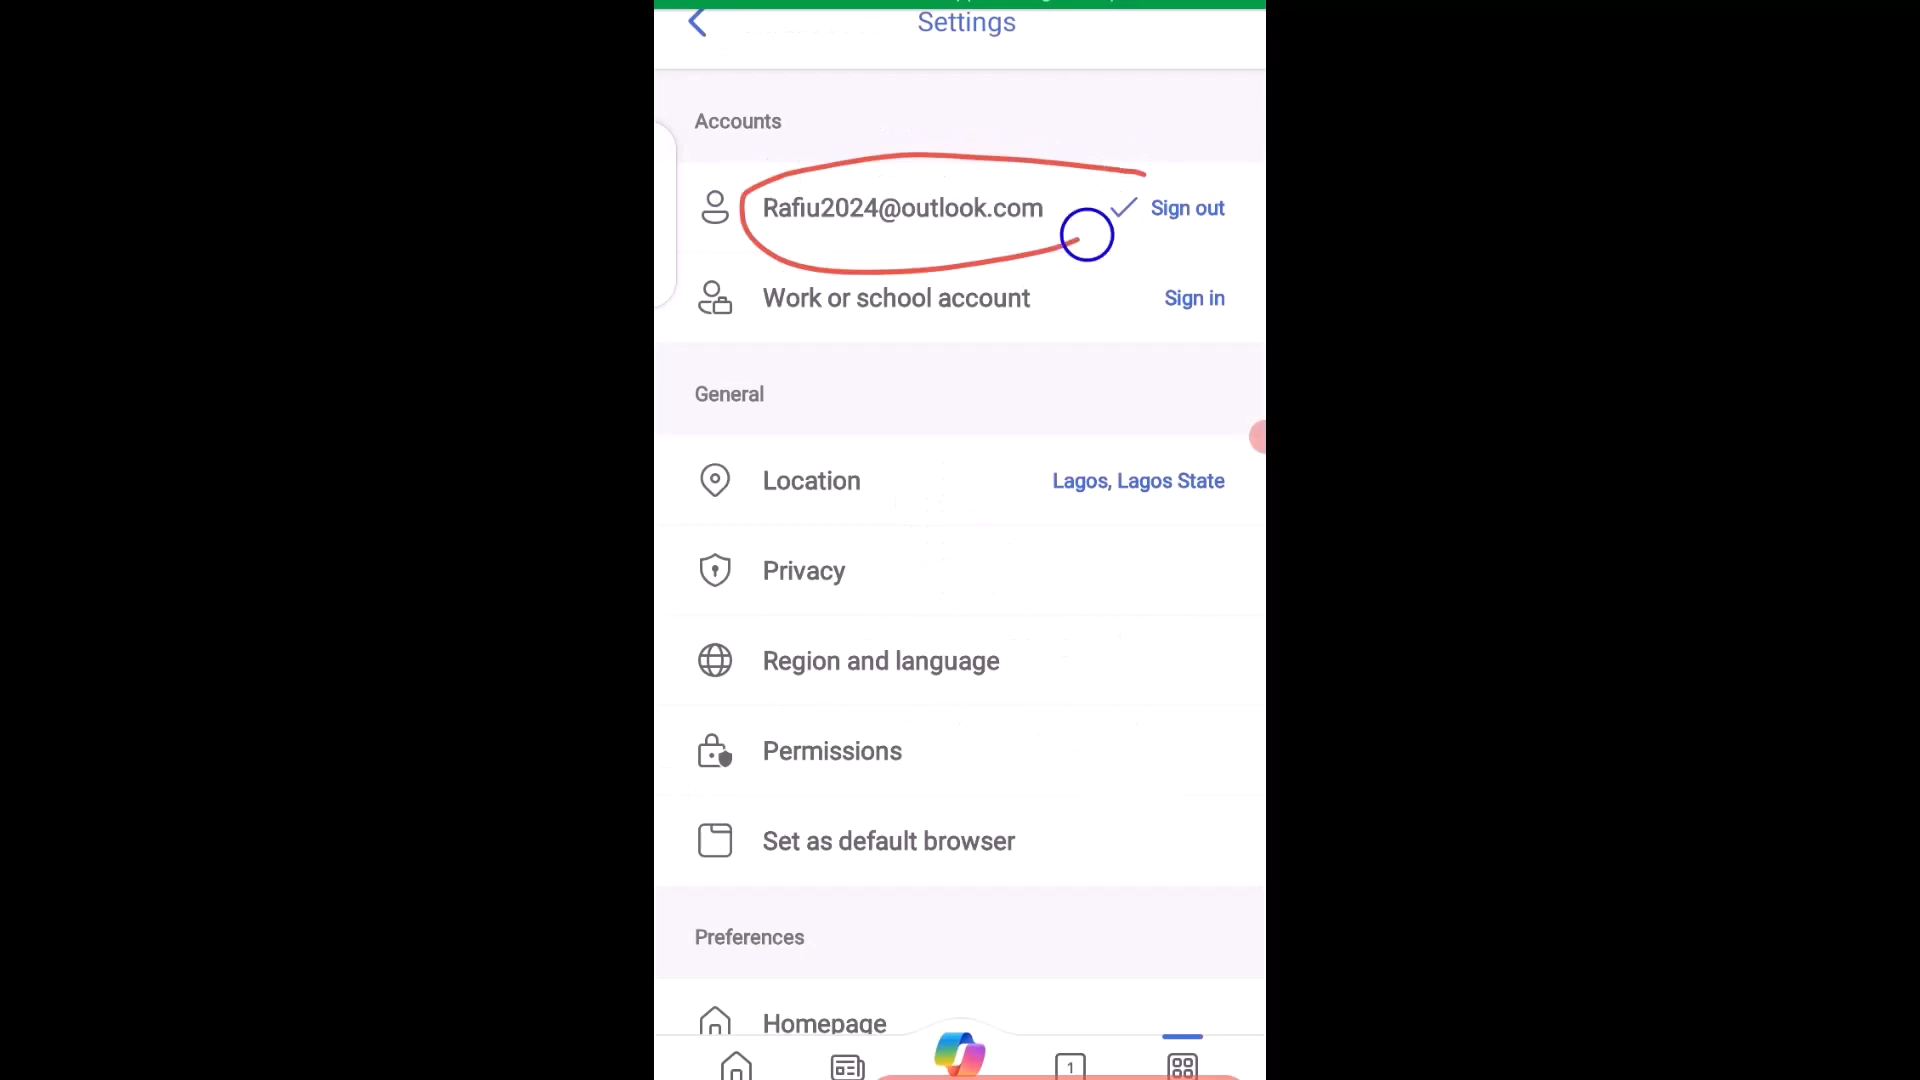 Settings
Accounts
Rafiu2024@outlook.com
Sign out
Work or school account
Sign in
General
Location
Lagos, Lagos State
Privacy
Region and language
Permissions
Set as default browser
Preferences
Homepage
1